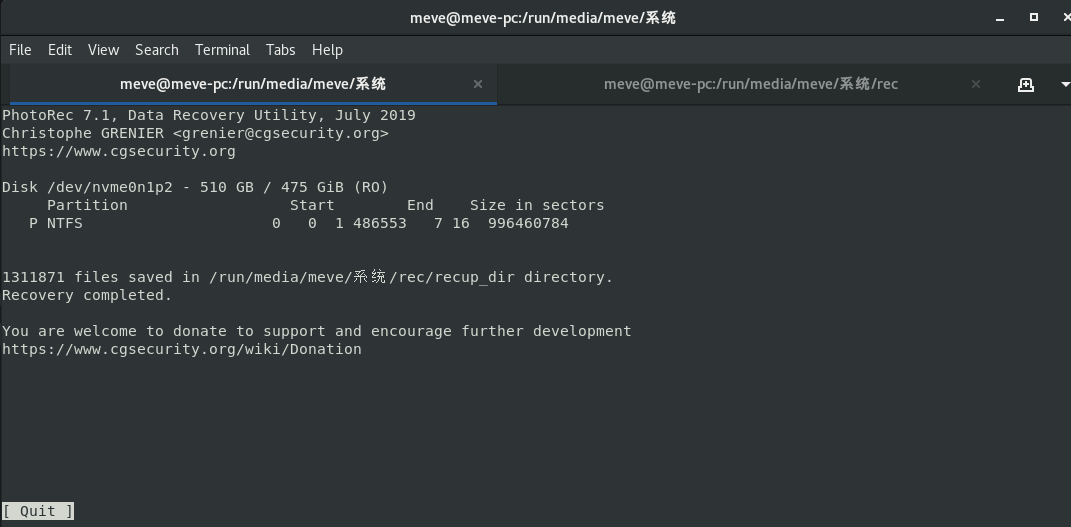 meve@meve-pc:/run/media/meve/系统
File Edit View Search Terminal Tabs Help
meve@meve-pc:/run/media/meve/系统 meve@meve-pc:/run/media/meve/系统/rec
PhotoRec 7.1, Data Recovery Utility, July 2019
Christophe GRENIER <grenier@cgsecurity.org>
https://www.cgsecurity.org
Disk /dev/nvme0n1p2 - 510 GB / 475 GiB (RO)
Partition Start End Size in sectors
P NTFS 0 0 1 486553 7 16 996460784
1311871 files saved in /run/media/meve/系统/rec/recup_dir directory.
Recovery completed.
You are welcome to donate to support and encourage further development
https://www.cgsecurity.org/wiki/Donation
[ Quit ]